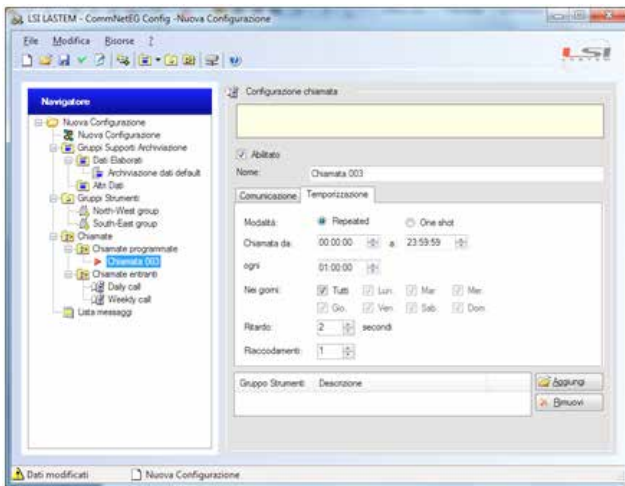 LSI LASTEM - CommNetEG Config -Nuova Configurazione
File Modifica Risorse ?
LSI
LASTEM
Navigatore
Nuova Configurazione
Nuova Configurazione
Gruppi Supporti Archiviazione
Dati Elaborati
Archiviazione dati default
Altri Dati
Gruppi Strumenti
North-West group
South-East group
Chiamate
Chiamate programmate
Chiamata 003
Chiamate entranti
Daily call
Weekly call
Lista messaggi
Configurazione chiamata
Abilitato
Nome: Chiamata 003
Comunicazione Temporizzazione
Modalità: Repeated One shot
Chiamata da: 00:00:00 a 23:59:59
ogni 01:00:00
Nei giorni: Tutti Lun. Mar. Mer.
Gio. Ven. Sab. Dom.
Ritardo: 2 secondi
Raccodamenti: 1
Gruppo Strumenti Descrizione
Aggiungi
Rimuovi
Dati modificati Nuova Configurazione